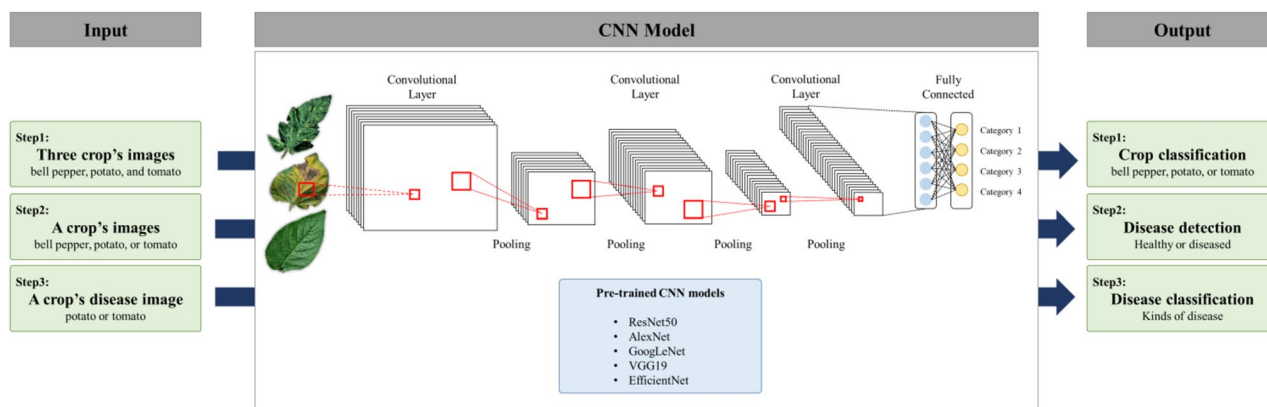 Input
Step1:
Three crop's images
bell pepper, potato, and tomato
Step2:
A crop's images
bell pepper, potato, or tomato
Step3:
A crop's disease image
potato or tomato
CNN Model
Convolutional
Layer
Convolutional
Layer
Convolutional
Layer
Fully
Connected
Category 1
Category 2
Category 3
Category 4
Pooling
Pooling
Pooling
Pooling
Pre-trained CNN models
• ResNet50
• AlexNet
• GoogLeNet
• VGG19
• EfficientNet
Output
Step1:
Crop classification
bell pepper, potato, or tomato
Step2:
Disease detection
Healthy or diseased
Step3:
Disease classification
Kinds of disease